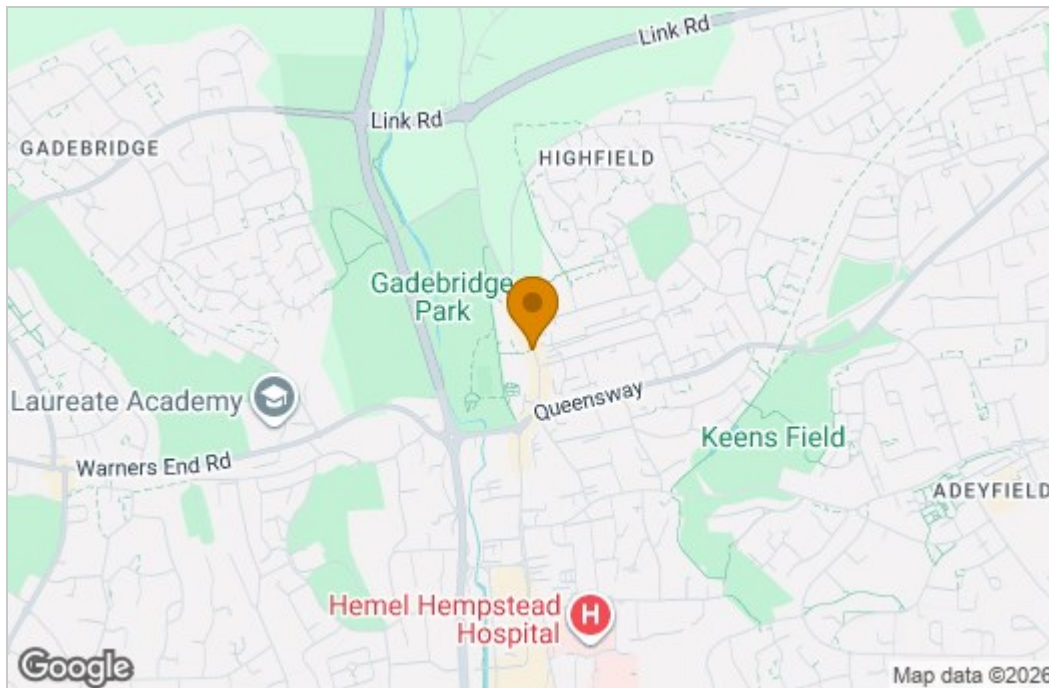 Link Rd
Link Rd
GADEBRIDGE
HIGHFIELD
Gadebridge
Park
Laureate Academy
Queensway
Keens Field
Warners End Rd
ADEYFIELD
Hemel Hempstead
Hospital
H
Google
Map data ©2026